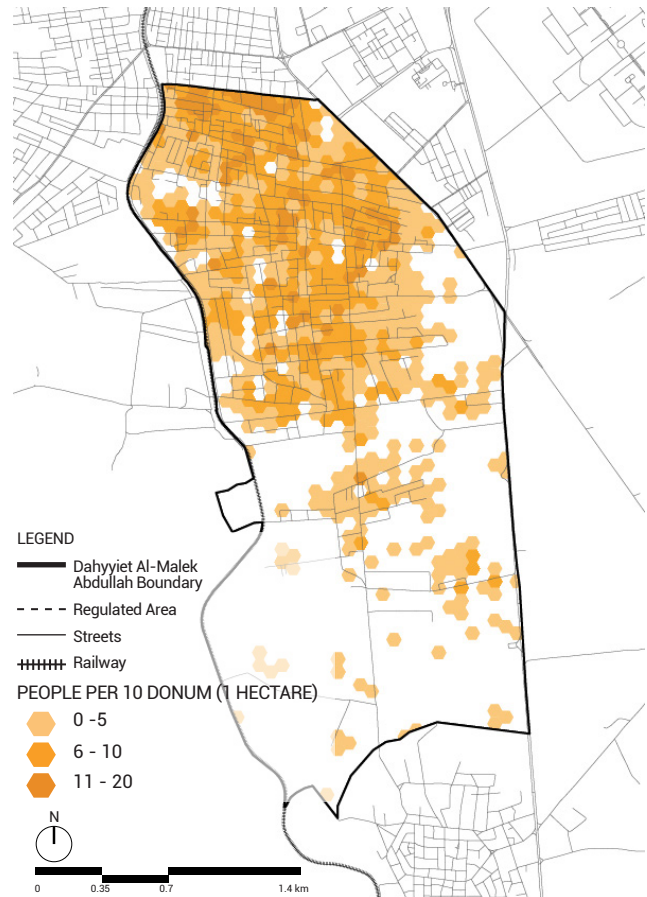 LEGEND
Dahyyiet Al-Malek
Abdullah Boundary
Regulated Area
Streets
Railway
PEOPLE PER 10 DONUM (1 HECTARE)
0 -5
6 - 10
11 - 20
N
0 0.35 0.7 1.4 km